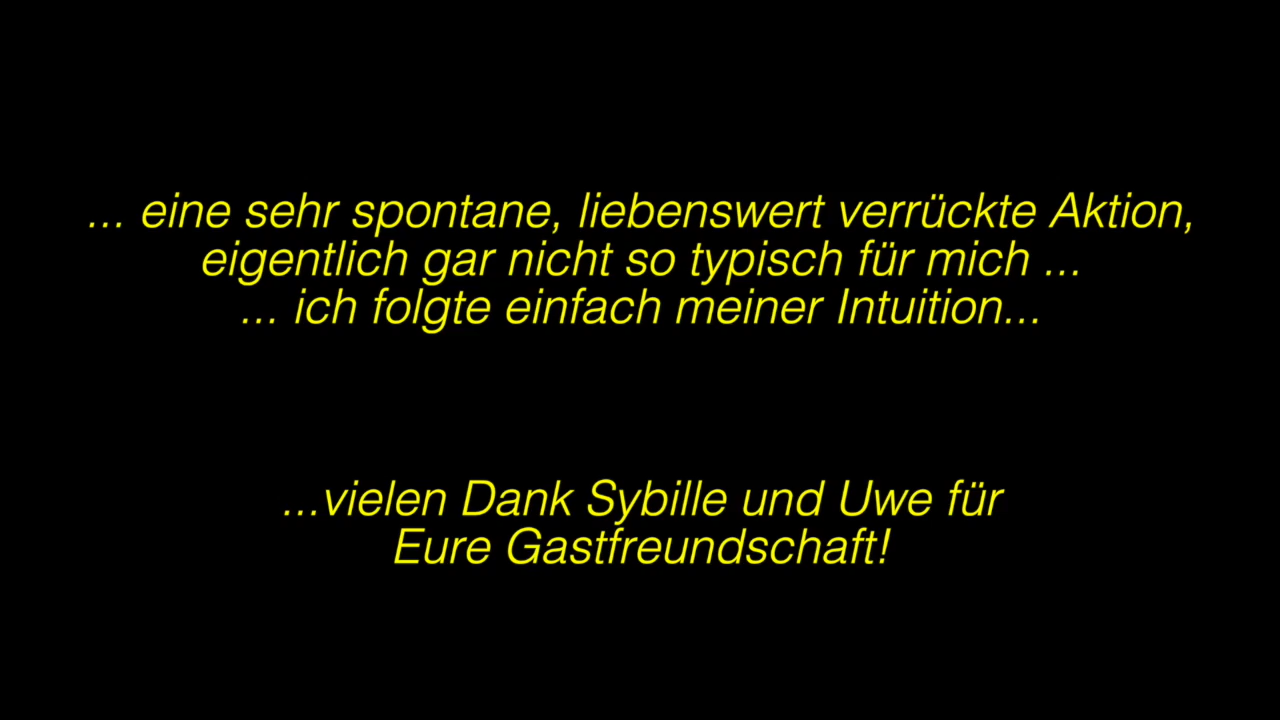 ... eine sehr spontane, liebenswert verrückte Aktion,
eigentlich gar nicht so typisch für mich ...
... ich folgte einfach meiner Intuition...
...vielen Dank Sybille und Uwe für
Eure Gastfreundschaft!